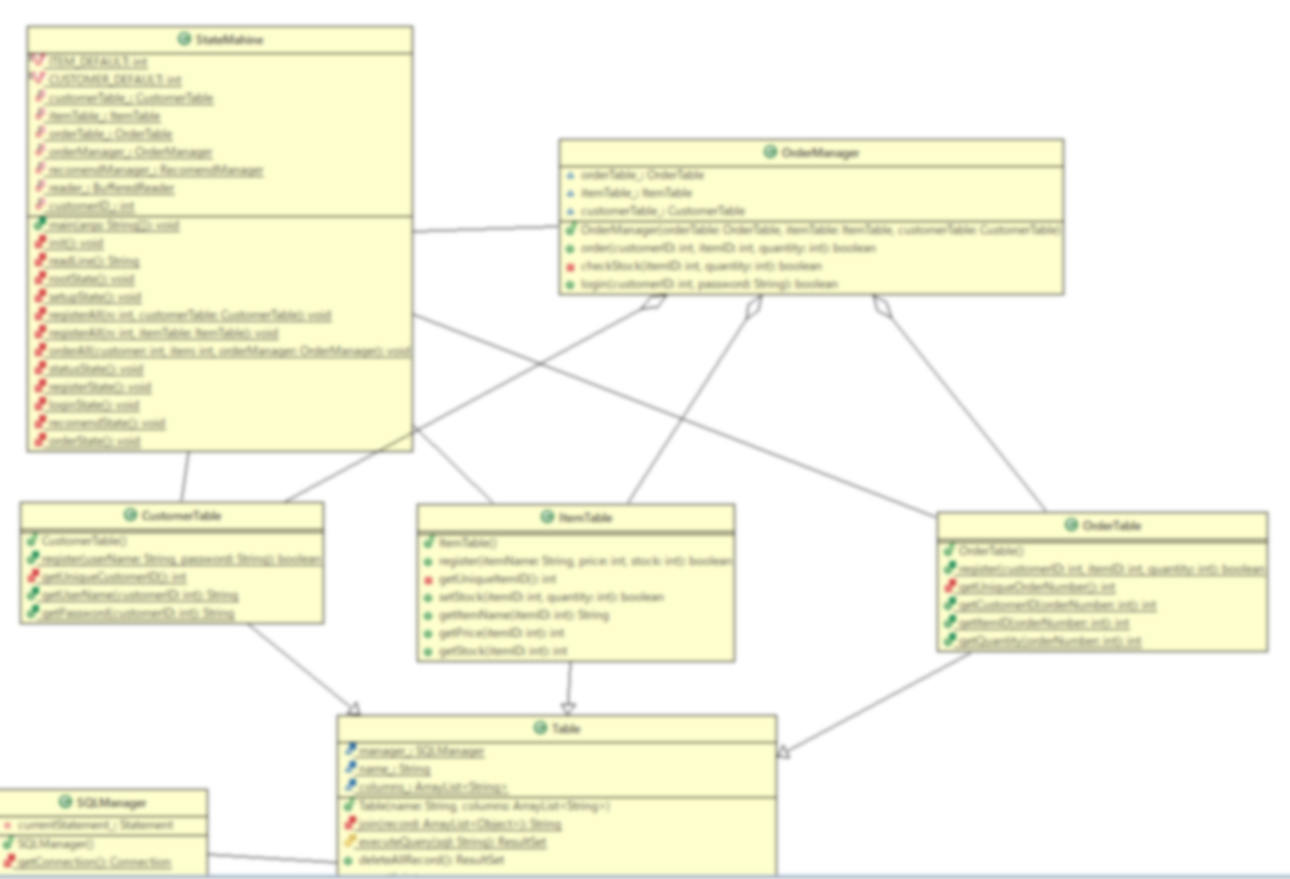 StateMahine
ITEM_DEFAULT: int
CUSTOMER_DEFAULT: int
customerTable_: CustomerTable
itemTable_: ItemTable
orderTable_: OrderTable
orderManager_: OrderManager
recomendManager_: RecomendManager
reader_: BufferedReader
customerID_: int
main(args: String[]): void
init(): void
readLine(): String
rootState(): void
setupState(): void
registerAll(n: int, customerTable: CustomerTable): void
registerAll(n: int, itemTable: ItemTable): void
orderAll(customer: int, item: int, orderManager: OrderManager): void
statusState(): void
registerState(): void
loginState(): void
recomendState(): void
orderState(): void
OrderManager
orderTable_: OrderTable
itemTable_: ItemTable
customerTable_: CustomerTable
OrderManager(orderTable: OrderTable, itemTable: ItemTable, customerTable: CustomerTable)
order(customerID: int, itemID: int, quantity: int): boolean
checkStock(itemID: int, quantity: int): boolean
login(customerID: int, password: String): boolean
CustomerTable
CustomerTable()
register(userName: String, password: String): boolean
getUniqueCustomerID(): int
getUserName(customerID: int): String
getPassword(customerID: int): String
ItemTable
ItemTable()
register(itemName: String, price: int, stock: int): boolean
getUniqueItemID(): int
setStock(itemID: int, quantity: int): boolean
getItemName(itemID: int): String
getPrice(itemID: int): int
getStock(itemID: int): int
OrderTable
OrderTable()
register(customerID: int, itemID: int, quantity: int): boolean
getUniqueOrderNumber(): int
getCustomerID(orderNumber: int): int
getItemID(orderNumber: int): int
getQuantity(orderNumber: int): int
Table
manager_: SQLManager
name_: String
columns_: ArrayList<String>
Table(name: String, columns: ArrayList<String>)
join(record: ArrayList<Object>): String
executeQuery(sql: String): ResultSet
deleteAllRecord(): ResultSet
SQLManager
currentStatement_: Statement
SQLManager()
getConnection(): Connection